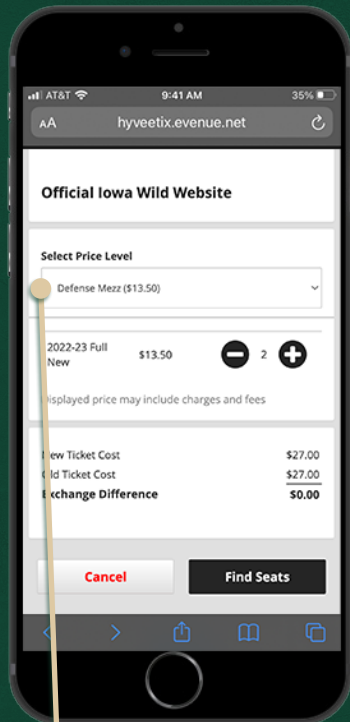 AT&T 9:41 AM 35%
AA hyveetix.evenue.net
Official Iowa Wild Website
Select Price Level
Defense Mezz ($13.50)
2022-23 Full $13.50 2
New
Displayed price may include charges and fees
New Ticket Cost $27.00
Old Ticket Cost $27.00
Exchange Difference $0.00
Cancel Find Seats